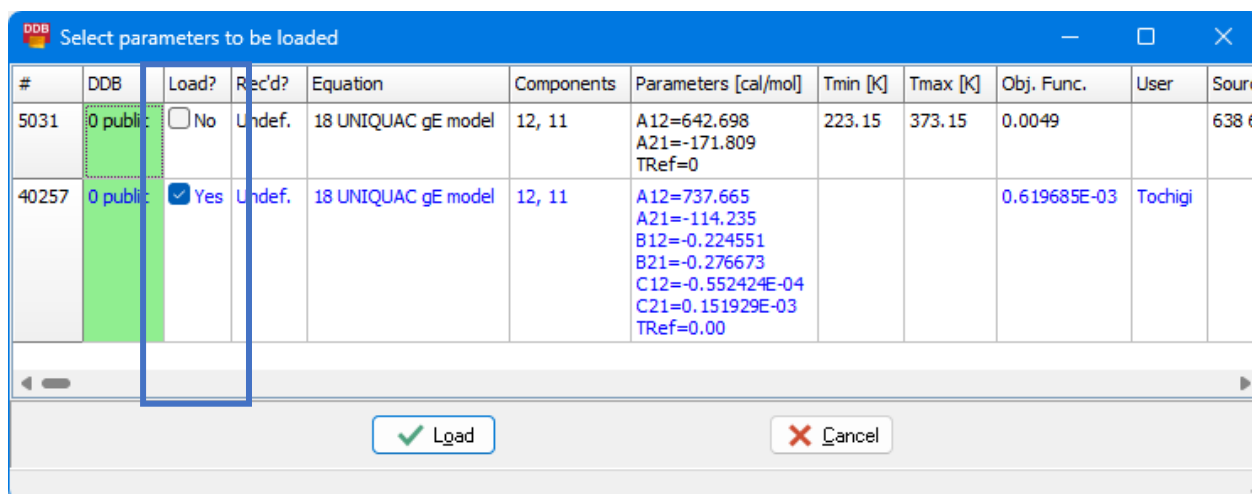 DDB Select parameters to be loaded
# DDB Load? Rec'd? Equation Components Parameters [cal/mol] Tmin [K] Tmax [K] Obj. Func. User Sour
5031 0 public No Undef. 18 UNIQUAC gE model 12, 11 A12=642.698 223.15 373.15 0.0049 638 6
A21=-171.809
TRef=0
40257 0 public Yes Undef. 18 UNIQUAC gE model 12, 11 A12=737.665 0.619685E-03 Tochigi
A21=-114.235
B12=-0.224551
B21=-0.276673
C12=-0.552424E-04
C21=0.151929E-03
TRef=0.00
Load Cancel